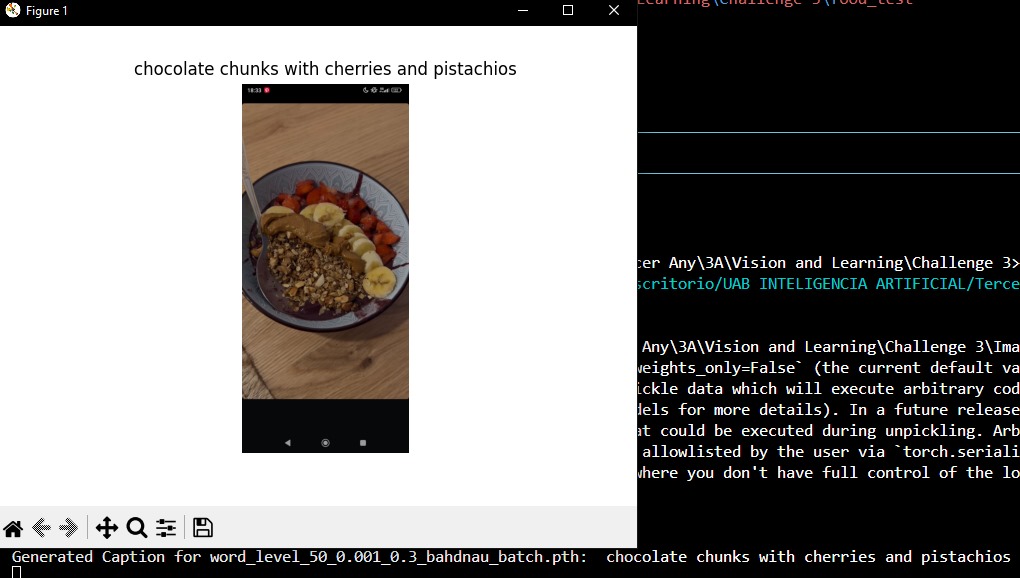 Figure 1
Learning\Challenge 3\food_test
chocolate chunks with cherries and pistachios
18:33
cer Any\3A\Vision and Learning\Challenge 3>
scritorio/UAB INTELIGENCIA ARTIFICIAL/Terce
Any\3A\Vision and Learning\Challenge 3\Ima
weights_only=False` (the current default va
ickle data which will execute arbitrary cod
dels for more details). In a future release
at could be executed during unpickling. Arb
allowlisted by the user via `torch.seriali
where you don't have full control of the lo
Generated Caption for word_level_50_0.001_0.3_bahdnau_batch.pth: chocolate chunks with cherries and pistachios